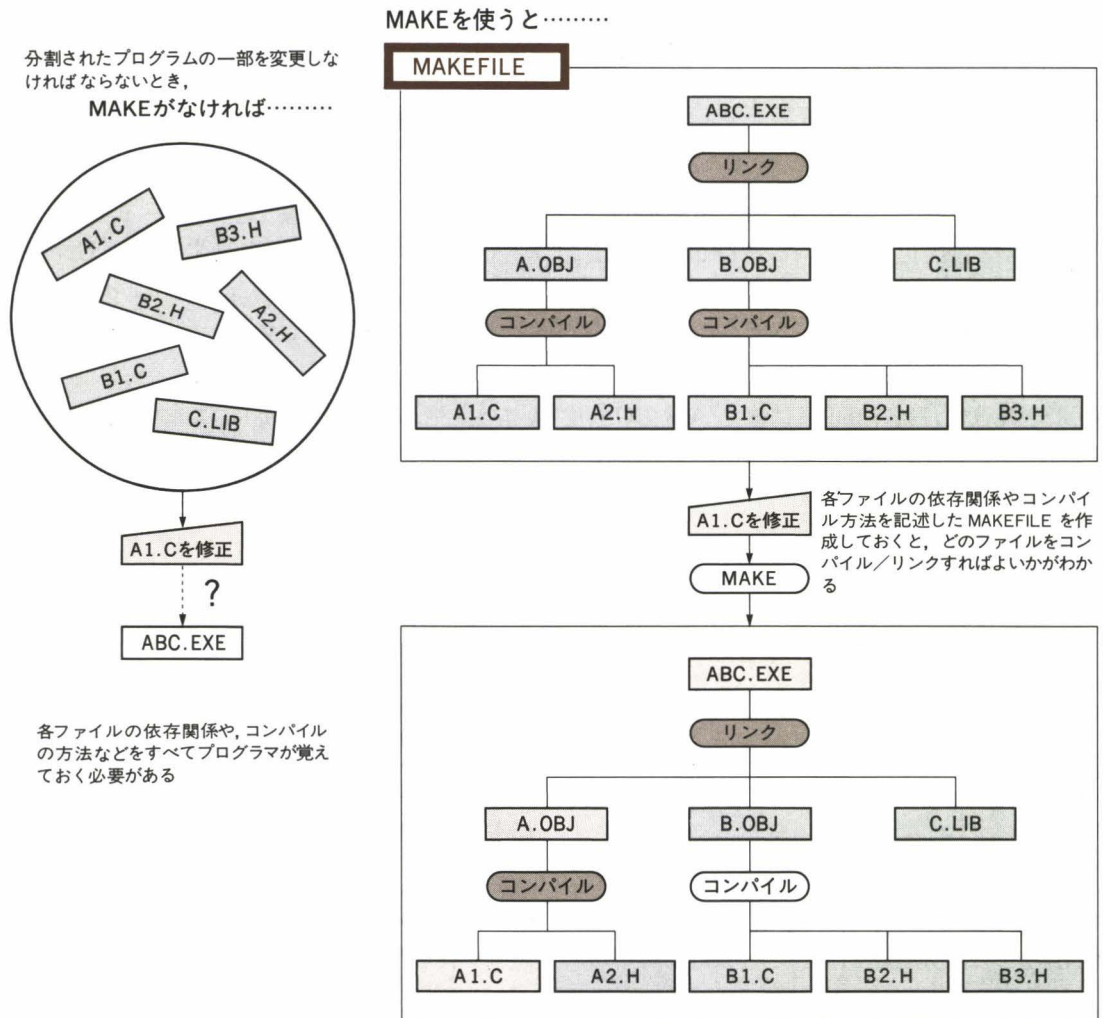 分割されたプログラムの一部を変更しな
ければならないとき,
MAKEがなければ………
A1.C
B3.H
B2.H
A2.H
B1.C
C.LIB
A1.Cを修正
?
ABC.EXE
各ファイルの依存関係や,コンパイル
の方法などをすべてプログラマが覚え
ておく必要がある
MAKEを使うと………
MAKEFILE
ABC.EXE
リンク
A.OBJ B.OBJ C.LIB
コンパイル コンパイル
A1.C A2.H B1.C B2.H B3.H
A1.Cを修正
MAKE
各ファイルの依存関係やコンパイ
ル方法を記述した MAKEFILE を作
成しておくと,どのファイルをコン
パイル/リンクすればよいかがわか
る
ABC.EXE
リンク
A.OBJ B.OBJ C.LIB
コンパイル コンパイル
A1.C A2.H B1.C B2.H B3.H